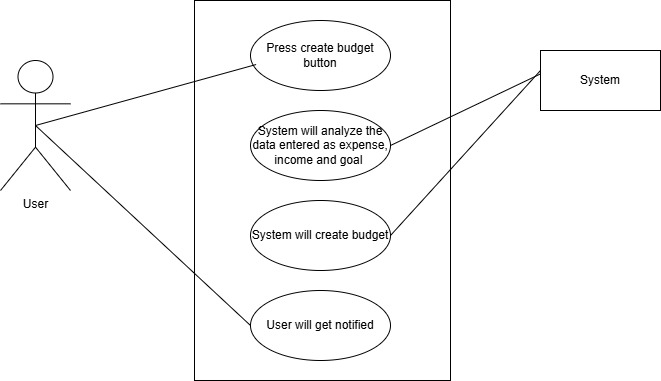 Press create budget
button
System
System will analyze the
data entered as expense,
income and goal
User
System will create budget
User will get notified